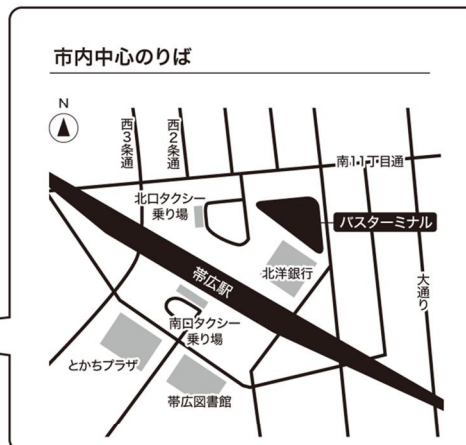 市内中心のりば
N
西3条通
西2条通
南11丁目通
北口タクシー
乗り場
バスターミナル
北洋銀行
帯広駅
大通り
南口タクシー
乗り場
とかちプラザ
帯広図書館